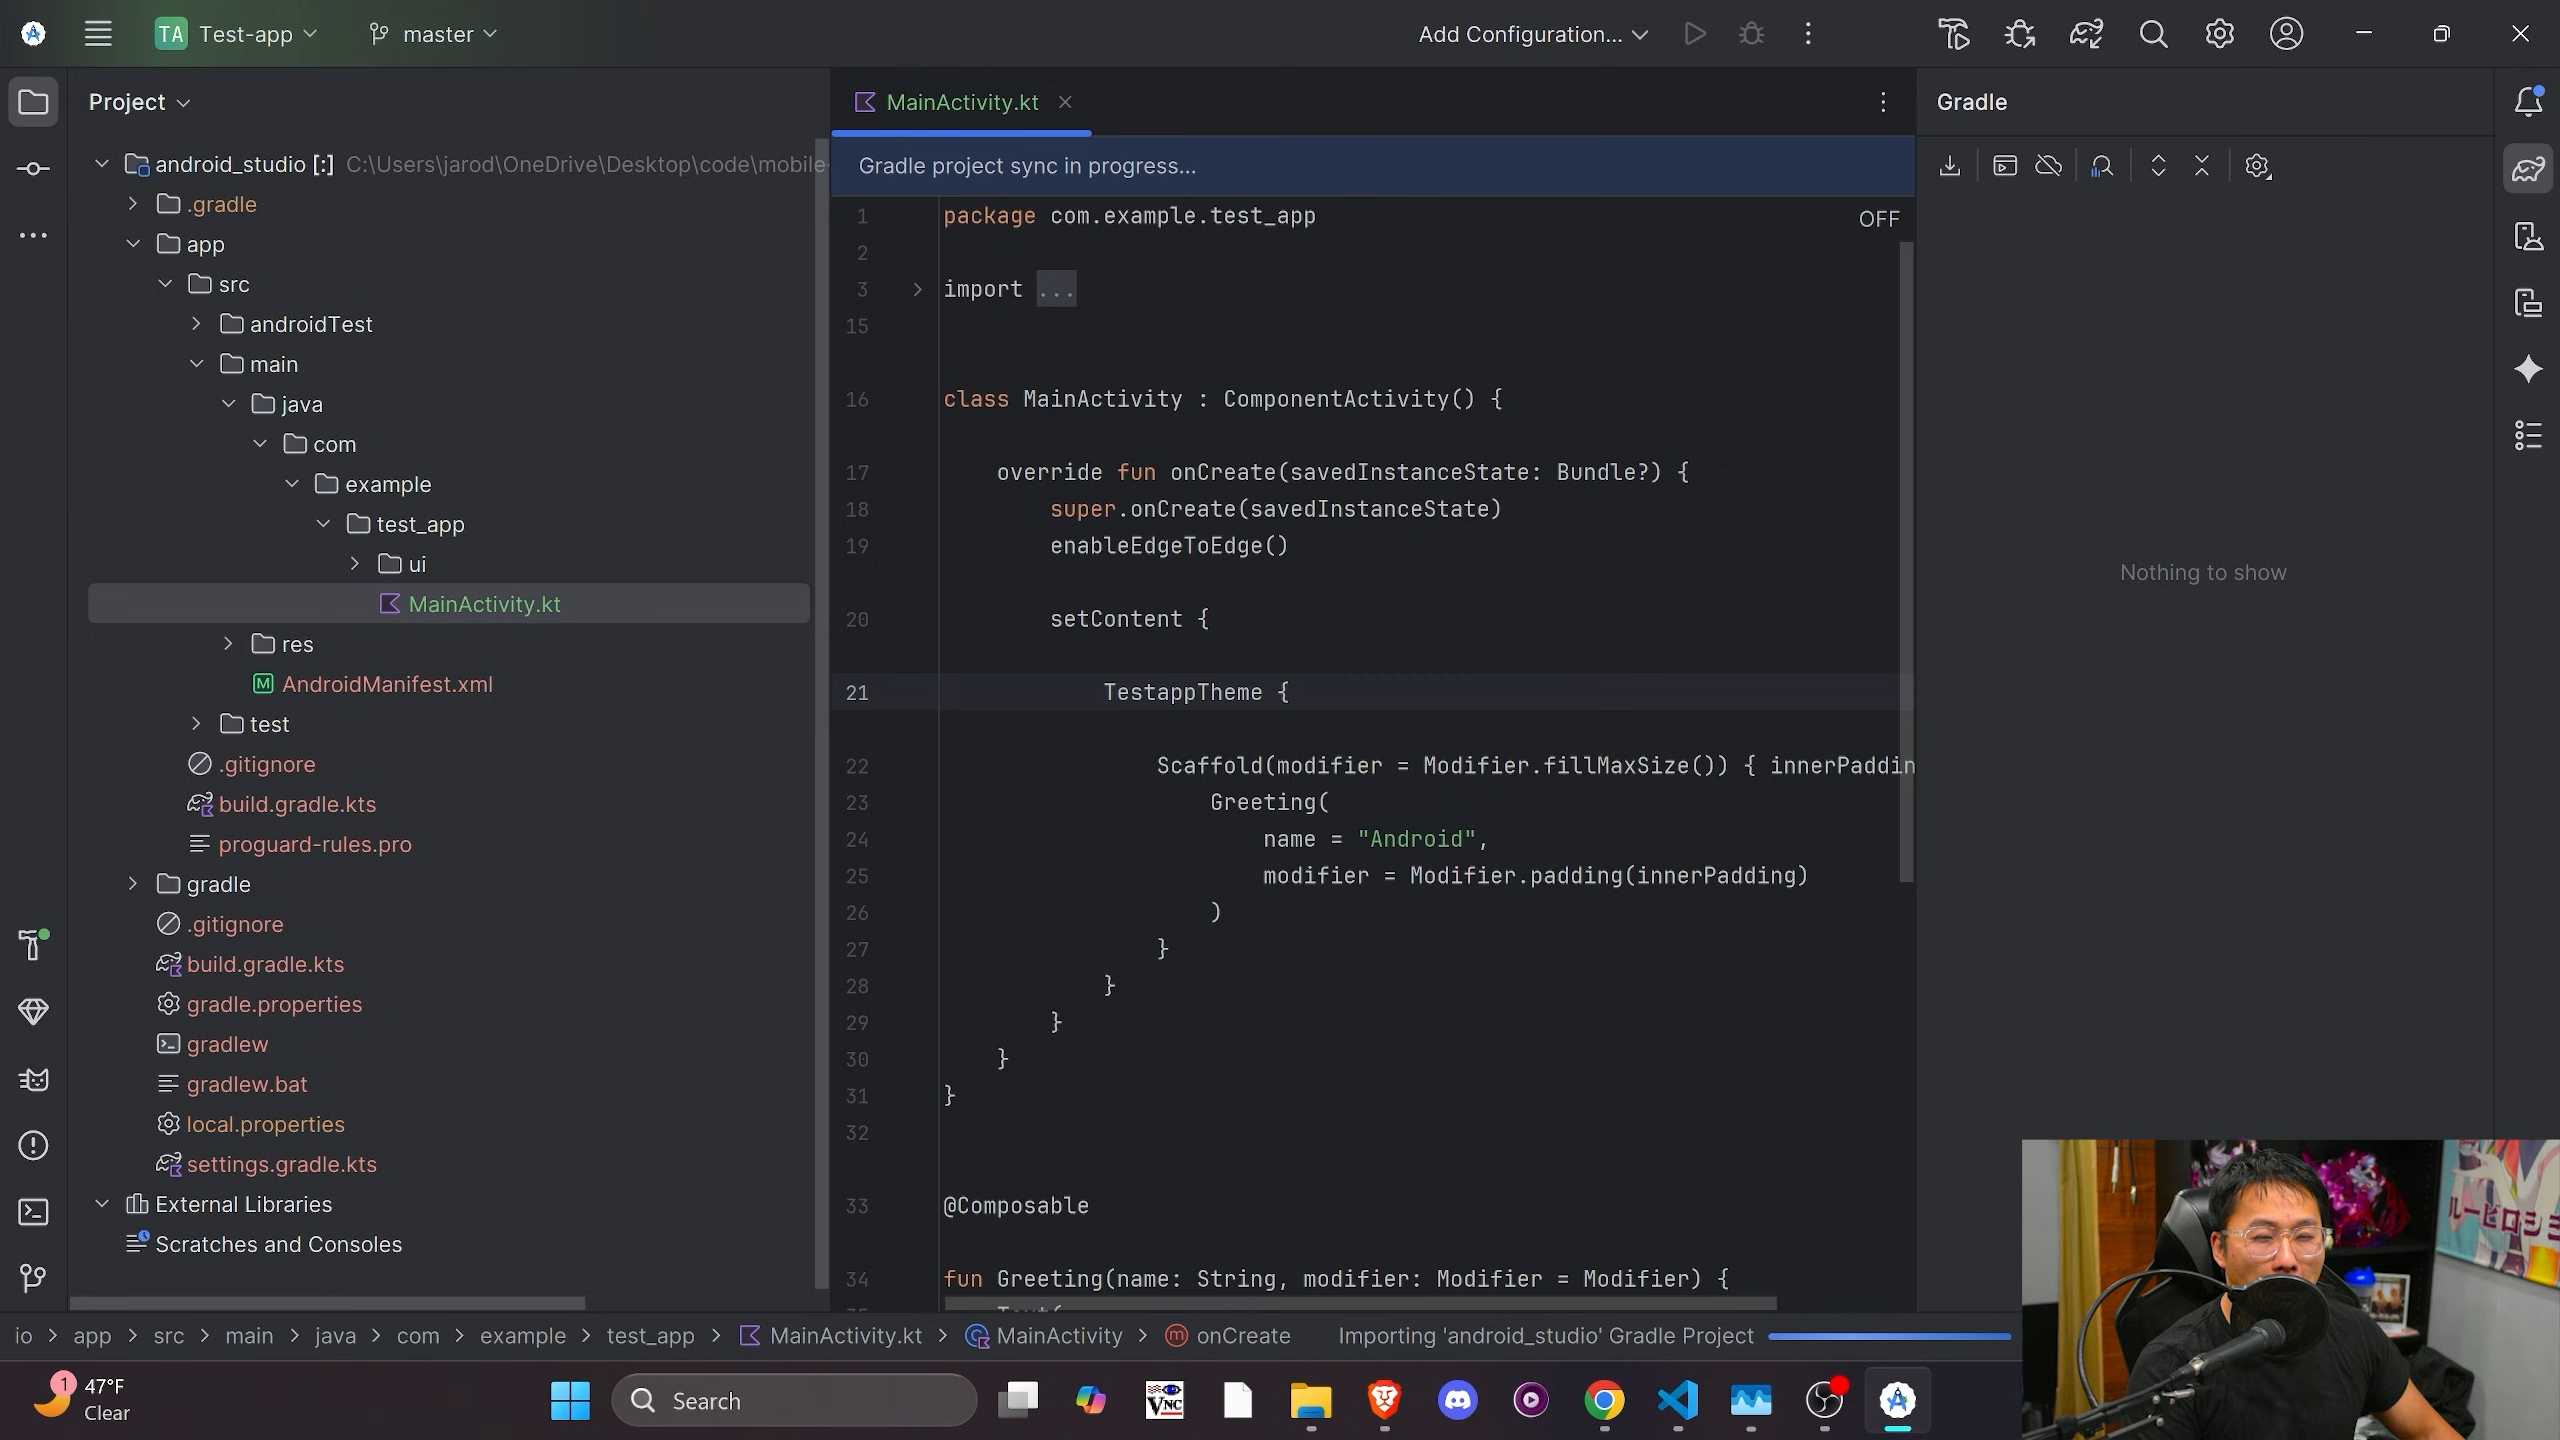 TA Test-app
master
Add Configuration...
Project
MainActivity.kt
Gradle
android_studio [:] C:\Users\jarod\OneDrive\Desktop\code\mobile-
.gradle
app
src
androidTest
main
java
com
example
test_app
ui
MainActivity.kt
res
AndroidManifest.xml
test
.gitignore
build.gradle.kts
proguard-rules.pro
gradle
.gitignore
build.gradle.kts
gradle.properties
gradlew
gradlew.bat
local.properties
settings.gradle.kts
External Libraries
Scratches and Consoles
Gradle project sync in progress...
1 package com.example.test_app
OFF
2
3 import ...
15
16 class MainActivity : ComponentActivity() {
17 override fun onCreate(savedInstanceState: Bundle?) {
18 super.onCreate(savedInstanceState)
19 enableEdgeToEdge()
20 setContent {
21 TestappTheme {
22 Scaffold(modifier = Modifier.fillMaxSize()) { innerPaddin
23 Greeting(
24 name = "Android",
25 modifier = Modifier.padding(innerPadding)
26 )
27 }
28 }
29 }
30 }
31 }
32
33 @Composable
34 fun Greeting(name: String, modifier: Modifier = Modifier) {
Nothing to show
io > app > src > main > java > com > example > test_app > MainActivity.kt > MainActivity > onCreate
Importing 'android_studio' Gradle Project
1
47°F
Clear
Search
VNC